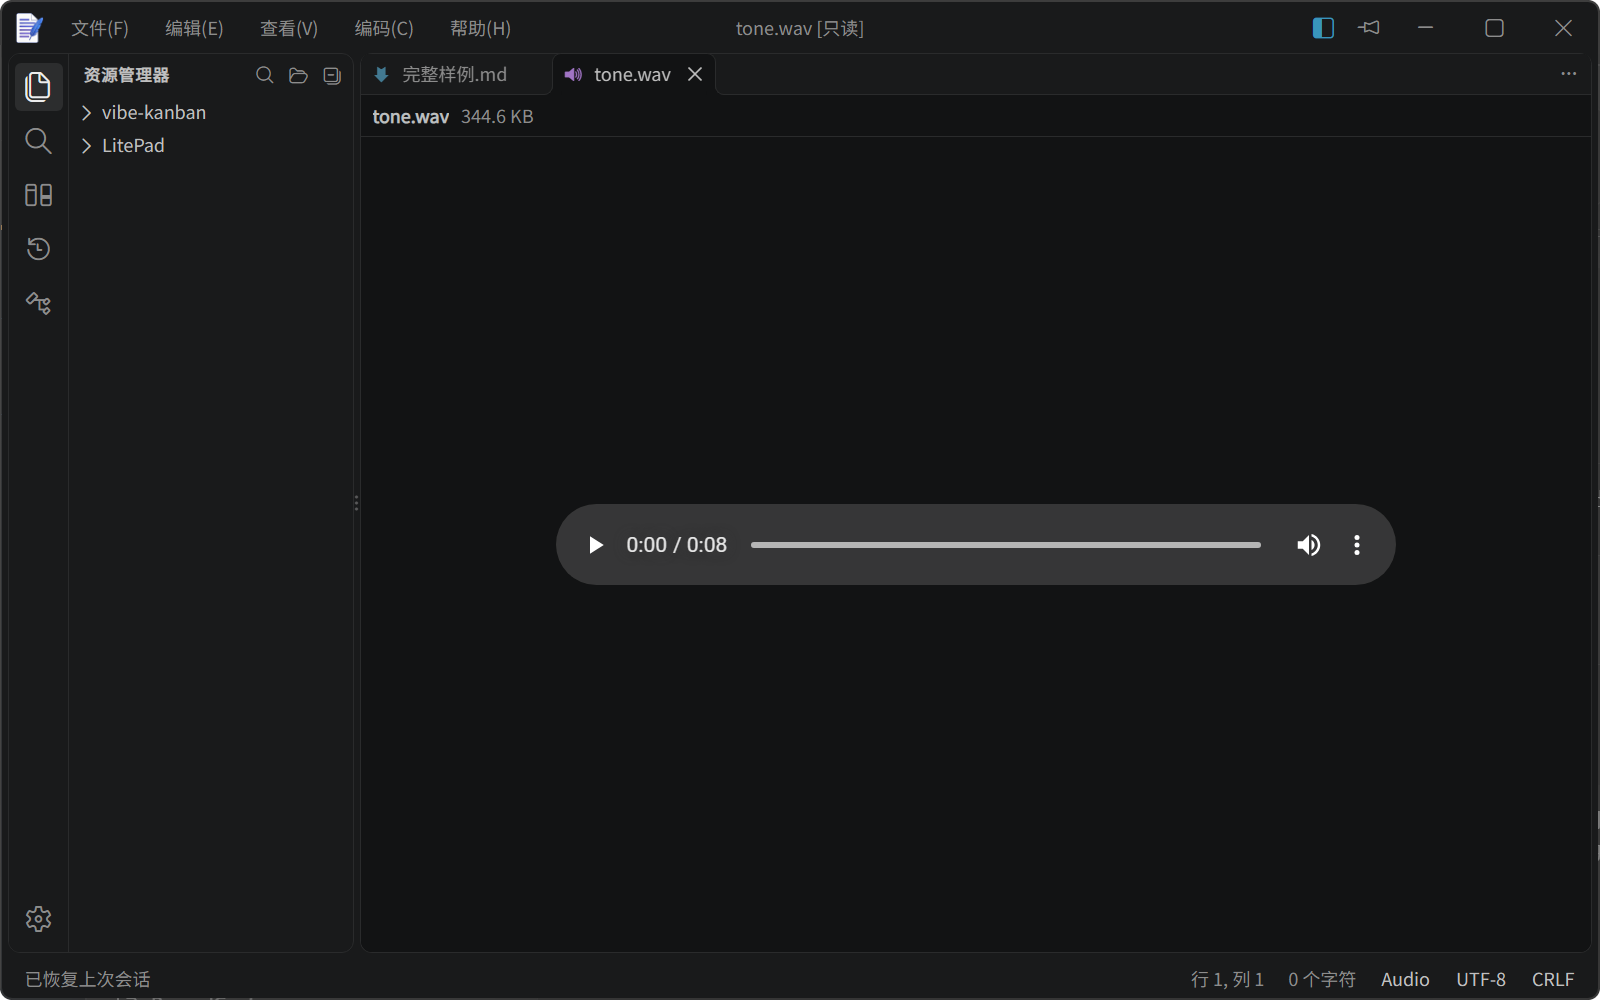 文件(F) 编辑(E) 查看(V) 编码(C) 帮助(H) tone.wav [只读]
资源管理器
vibe-kanban
LitePad
完整样例.md tone.wav
tone.wav 344.6 KB
0:00 / 0:08
已恢复上次会话 行 1, 列 1 0 个字符 Audio UTF-8 CRLF